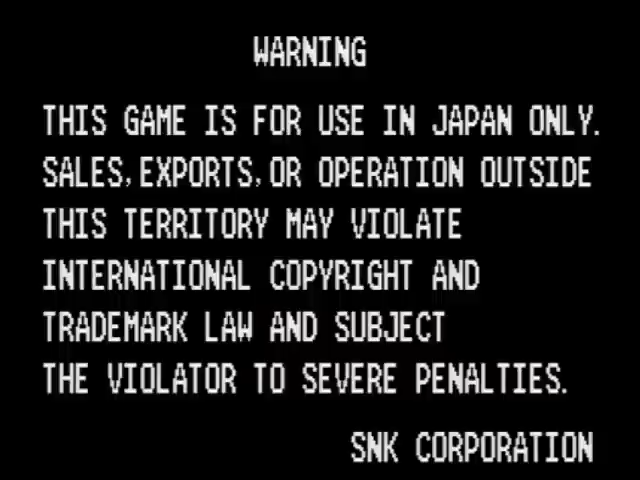 WARNING
THIS GAME IS FOR USE IN JAPAN ONLY.
SALES, EXPORTS, OR OPERATION OUTSIDE
THIS TERRITORY MAY VIOLATE
INTERNATIONAL COPYRIGHT AND
TRADEMARK LAW AND SUBJECT
THE VIOLATOR TO SEVERE PENALTIES.
SNK CORPORATION